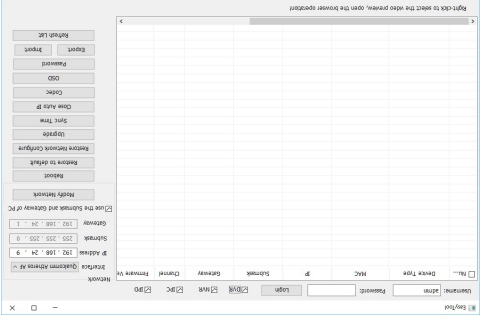 EasyTool
Username: admin Password: Login DVR NVR IPC IPD
Nu... Device Type MAC IP Submask Gateway Channel Firmware Ve
Network
Interface Qualcomm Atheros AR
IP Address 192 . 168 . 24 . 9
Submask 255 . 255 . 255 . 0
Gateway 192 . 168 . 24 . 1
use the Submask and Gateway of PC
Modify Network
Reboot
Restore to default
Restore Network Configure
Upgrade
Sync Time
Close Auto IP
Codec
OSD
Password
Export Import
Refresh List
Right-click to select the video preview, open the browser operation!